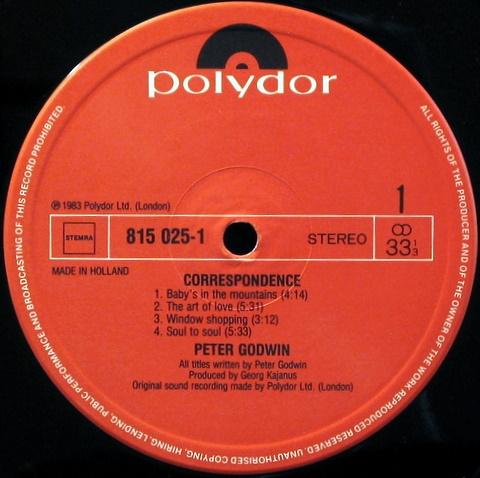 polydor
℗ 1983 Polydor Ltd. (London)
1
STEMRA
815 025-1
STEREO
33 1/3
MADE IN HOLLAND
CORRESPONDENCE
1. Baby's in the mountains (4:14)
2. The art of love (5:31)
3. Window shopping (3:12)
4. Soul to soul (5:33)
PETER GODWIN
All titles written by Peter Godwin
Produced by Georg Kajanus
Original sound recording made by Polydor Ltd. (London)
ALL RIGHTS OF THE PRODUCER AND OF THE OWNER OF THE WORK REPRODUCED RESERVED. UNAUTHORISED COPYING, HIRING, LENDING, PUBLIC PERFORMANCE AND BROADCASTING OF THIS RECORD PROHIBITED.